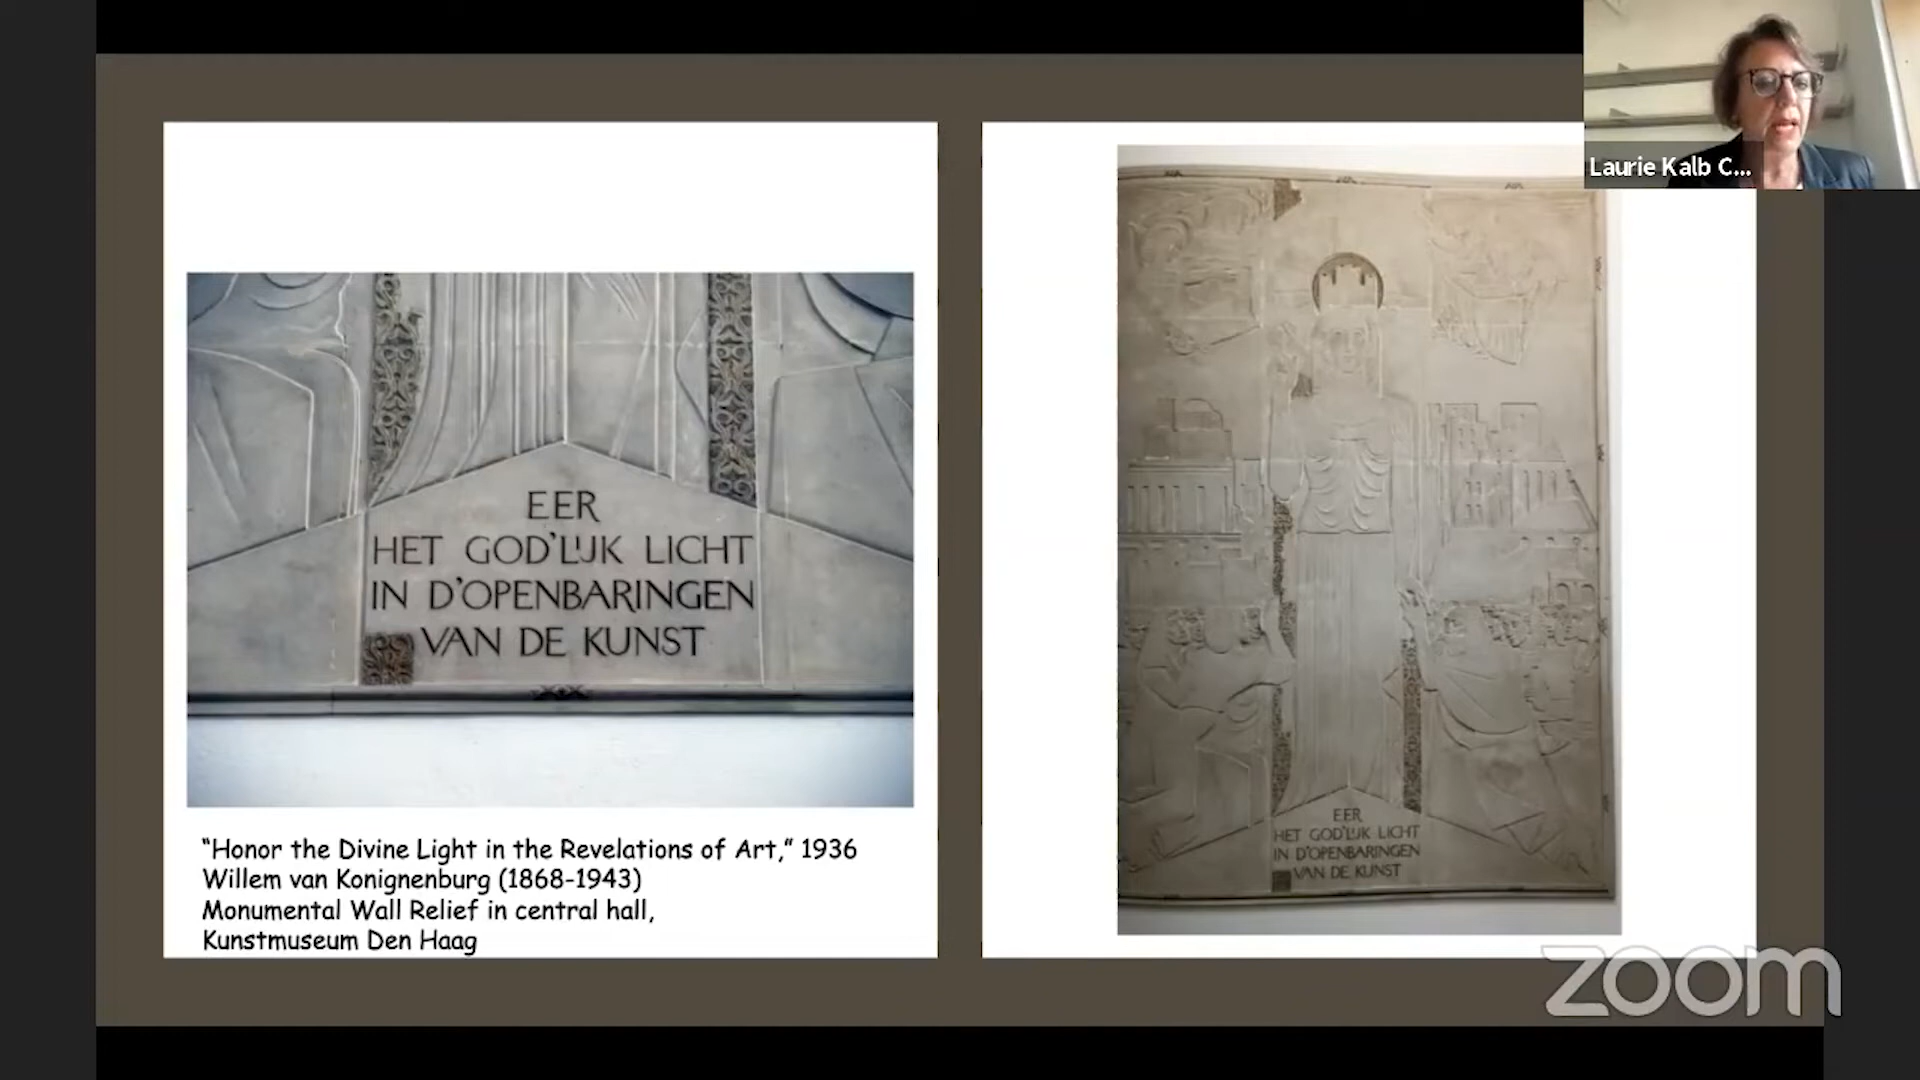 Laurie Kalb C...
EER
HET GOD'LIJK LICHT
IN D'OPENBARINGEN
VAN DE KUNST
"Honor the Divine Light in the Revelations of Art," 1936
Willem van Konignenburg (1868-1943)
Monumental Wall Relief in central hall,
Kunstmuseum Den Haag
EER
HET GOD'LIJK LICHT
IN D'OPENBARINGEN
VAN DE KUNST
zoom